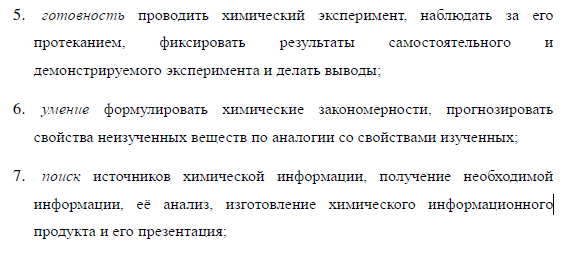 5. готовность проводить химический эксперимент, наблюдать за его
протеканием, фиксировать результаты самостоятельного и
демонстрируемого эксперимента и делать выводы;
6. умение формулировать химические закономерности, прогнозировать
свойства неизученных веществ по аналогии со свойствами изученных;
7. поиск источников химической информации, получение необходимой
информации, её анализ, изготовление химического информационного
продукта и его презентация;